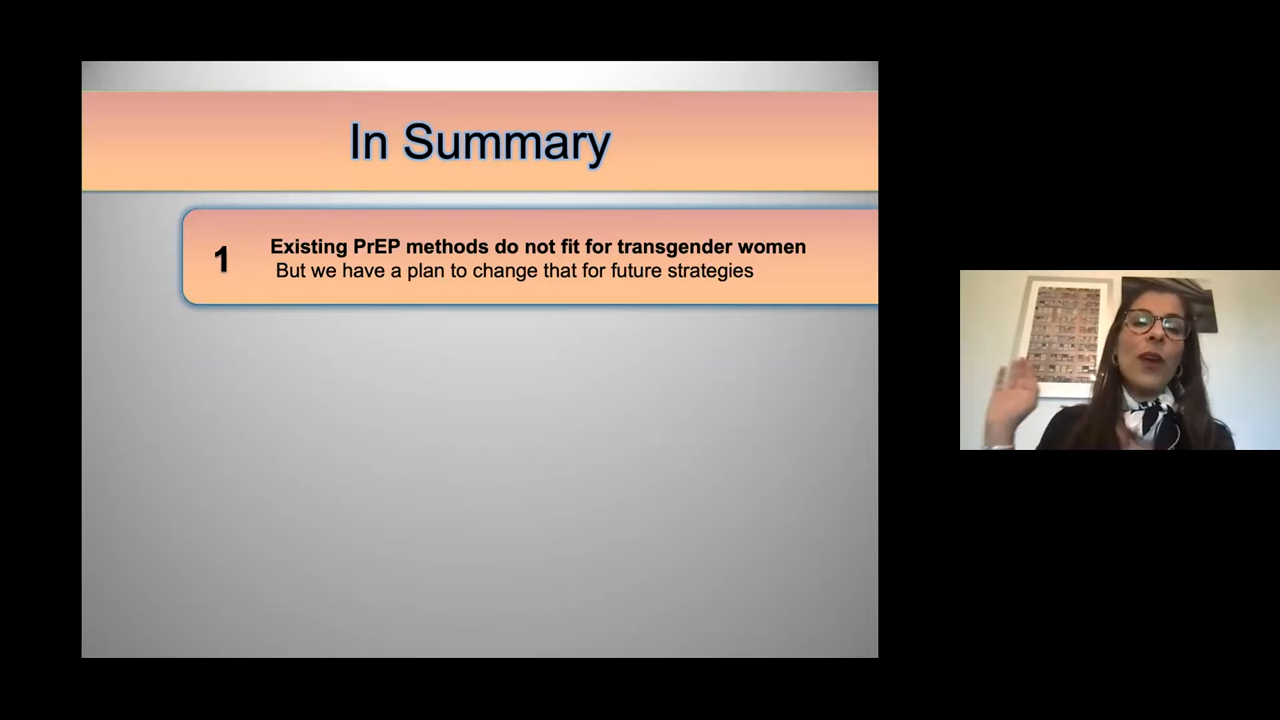 In Summary
1
Existing PrEP methods do not fit for transgender women
But we have a plan to change that for future strategies